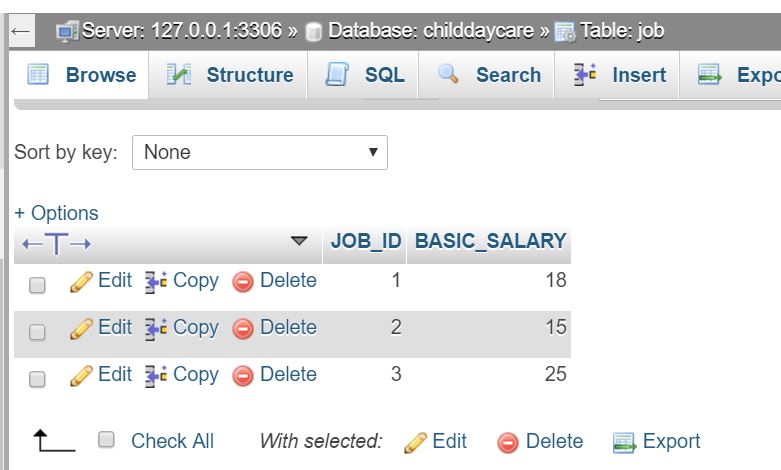 ← Server: 127.0.0.1:3306 » Database: childdaycare » Table: job
Browse Structure SQL Search Insert Expo
Sort by key: None
+ Options
←T→ JOB_ID BASIC_SALARY
Edit Copy Delete 1 18
Edit Copy Delete 2 15
Edit Copy Delete 3 25
Check All With selected: Edit Delete Export